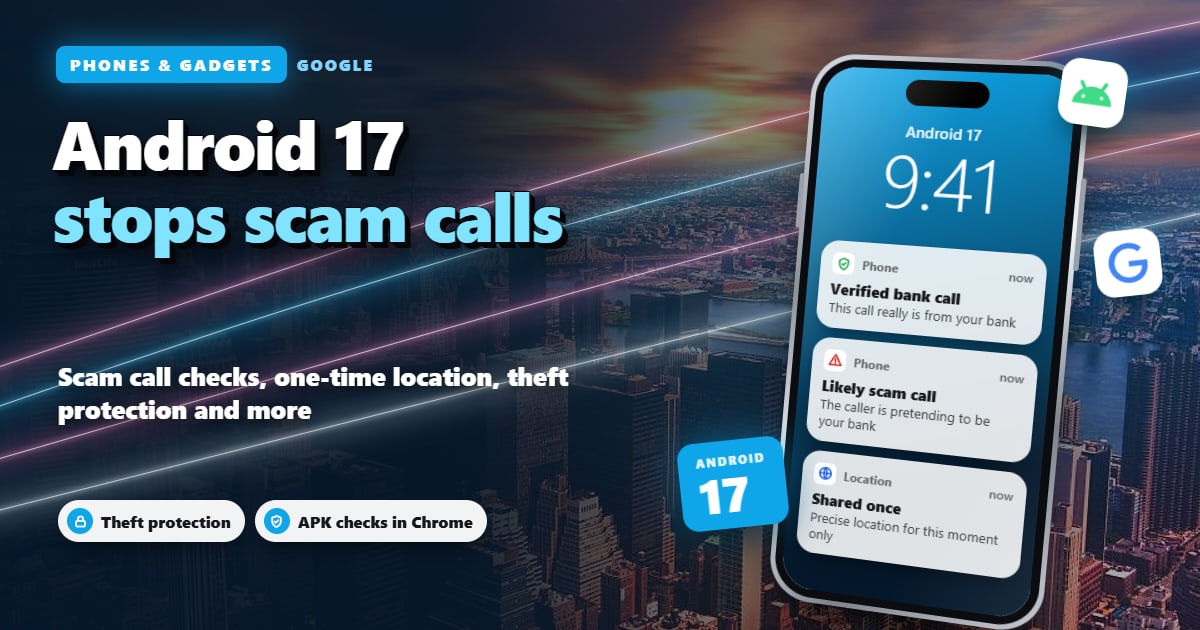 PHONES & GADGETS GOOGLE
Android 17
stops scam calls
Scam call checks, one-time location, theft
protection and more
Theft protection
APK checks in Chrome
ANDROID
17
Android 17
9:41
Phone now
Verified bank call
This call really is from your bank
Phone now
Likely scam call
The caller is pretending to be
your bank
Location now
Shared once
Precise location for this moment
only
G